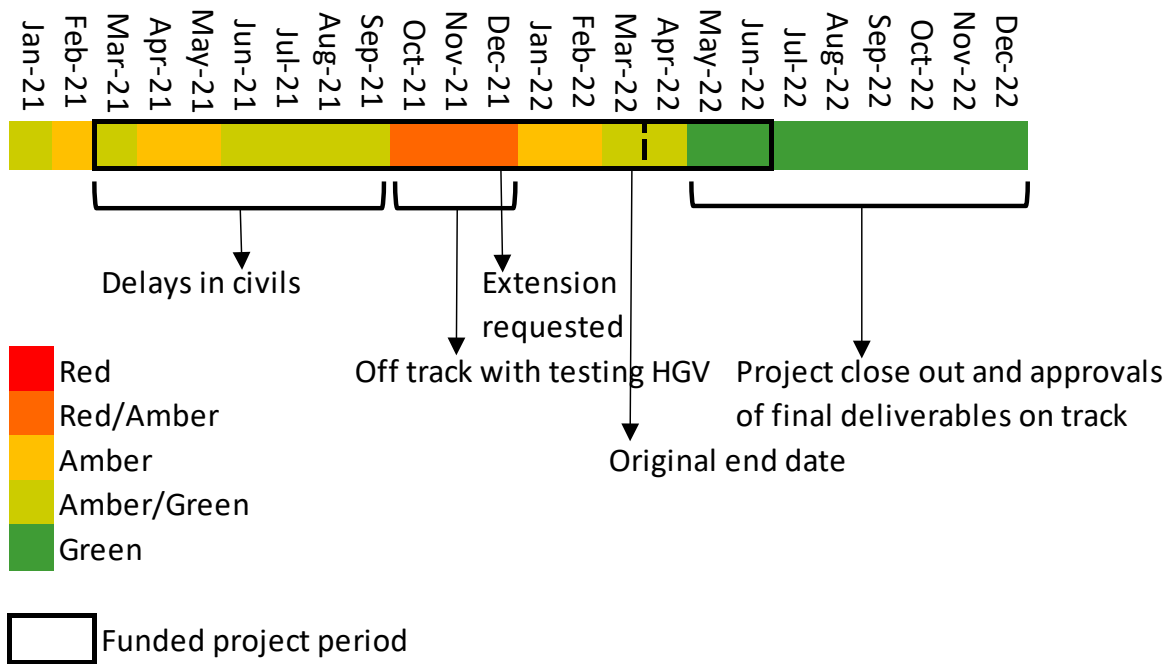 Jan-21
Feb-21
Mar-21
Apr-21
May-21
Jun-21
Jul-21
Aug-21
Sep-21
Oct-21
Nov-21
Dec-21
Jan-22
Feb-22
Mar-22
Apr-22
May-22
Jun-22
Jul-22
Aug-22
Sep-22
Oct-22
Nov-22
Dec-22
Delays in civils
Extension
requested
Off track with testing HGV
Project close out and approvals
of final deliverables on track
Original end date
Red
Red/Amber
Amber
Amber/Green
Green
Funded project period